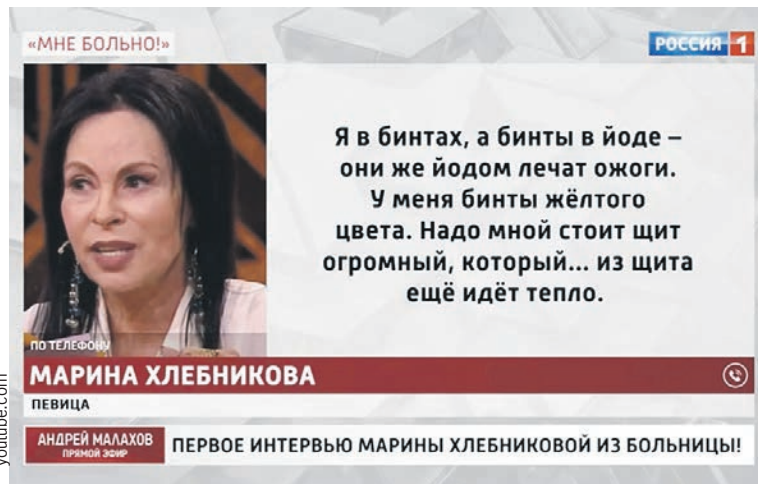 «МНЕ БОЛЬНО!»
РОССИЯ 1
Я в бинтах, а бинты в йоде –
они же йодом лечат ожоги.
У меня бинты жёлтого
цвета. Надо мной стоит щит
огромный, который... из щита
ещё идёт тепло.
ПО ТЕЛЕФОНУ
МАРИНА ХЛЕБНИКОВА
ПЕВИЦА
АНДРЕЙ МАЛАХОВ
ПРЯМОЙ ЭФИР
ПЕРВОЕ ИНТЕРВЬЮ МАРИНЫ ХЛЕБНИКОВОЙ ИЗ БОЛЬНИЦЫ!
youtube.com